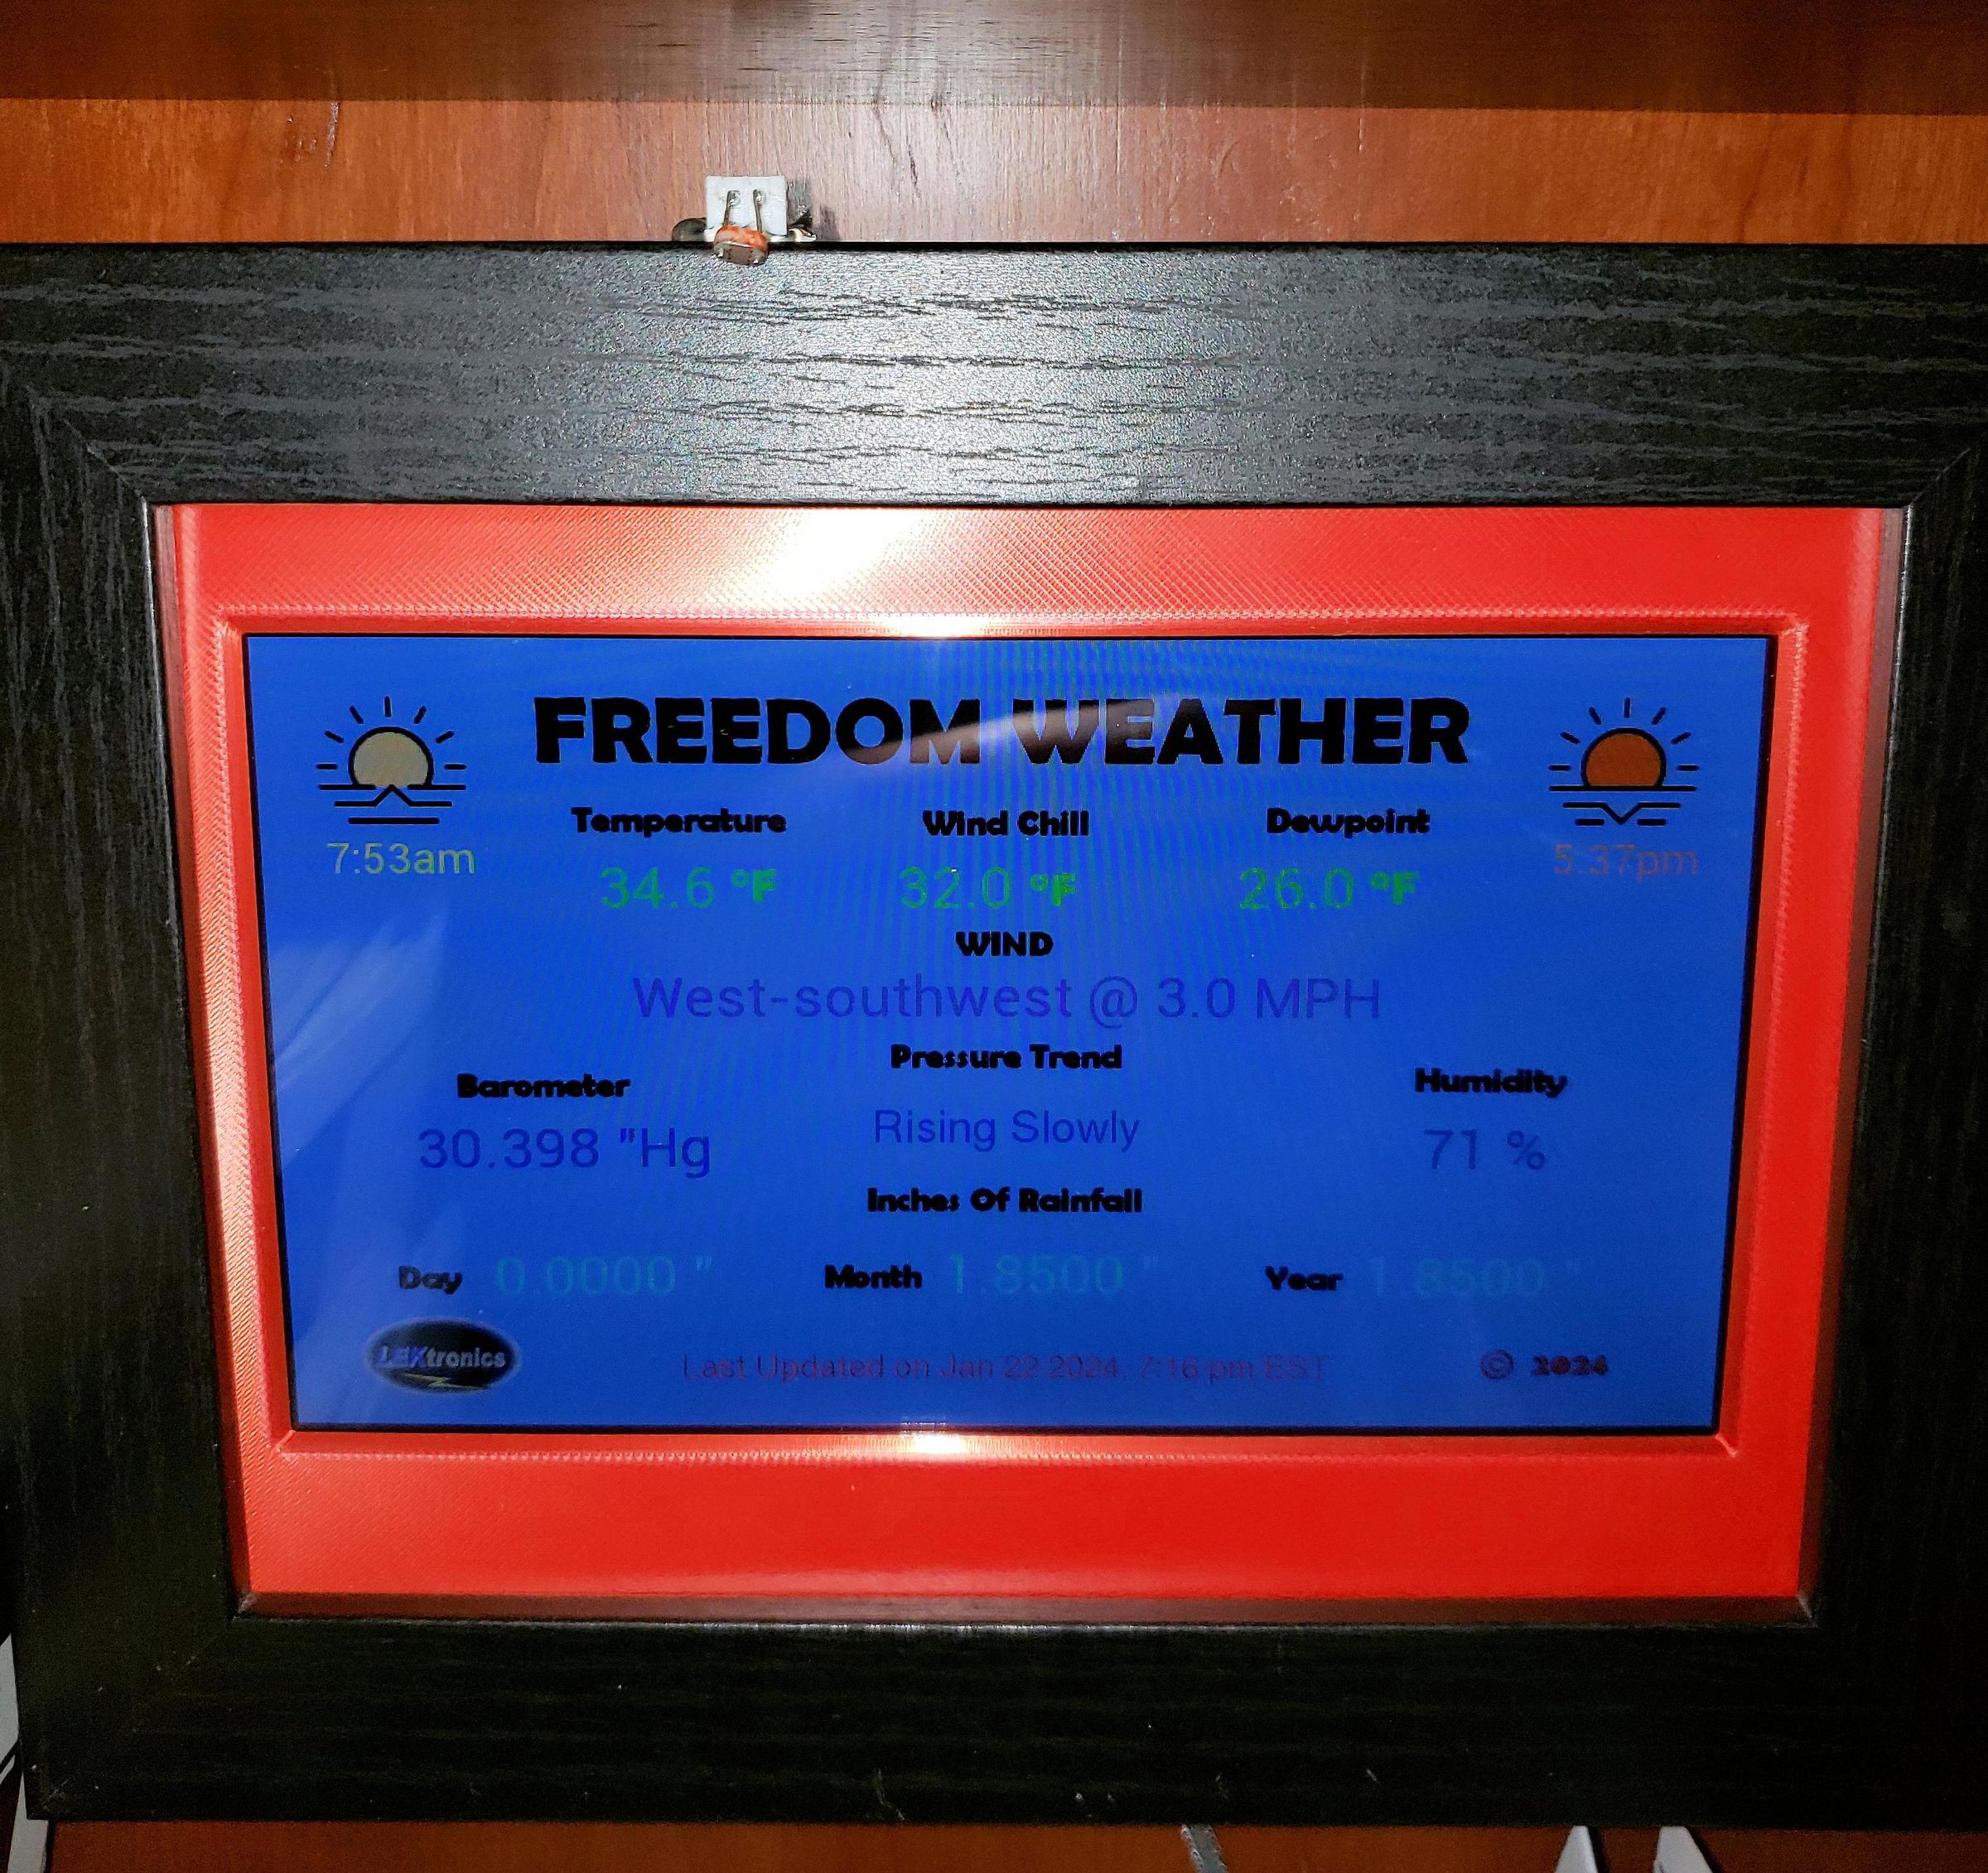 FREEDOM WEATHER
7:53am
5:37pm
Temperature Wind Chill Dewpoint
34.6 °F 32.0 °F 26.0 °F
WIND
West-southwest @ 3.0 MPH
Barometer Pressure Trend Humidity
30.398 "Hg Rising Slowly 71 %
Inches Of Rainfall
Day 0.0000 " Month 1.8500 " Year 1.8500 "
LEKtronics Last Updated on Jan 22 2024, 7:16 pm EST © 2024